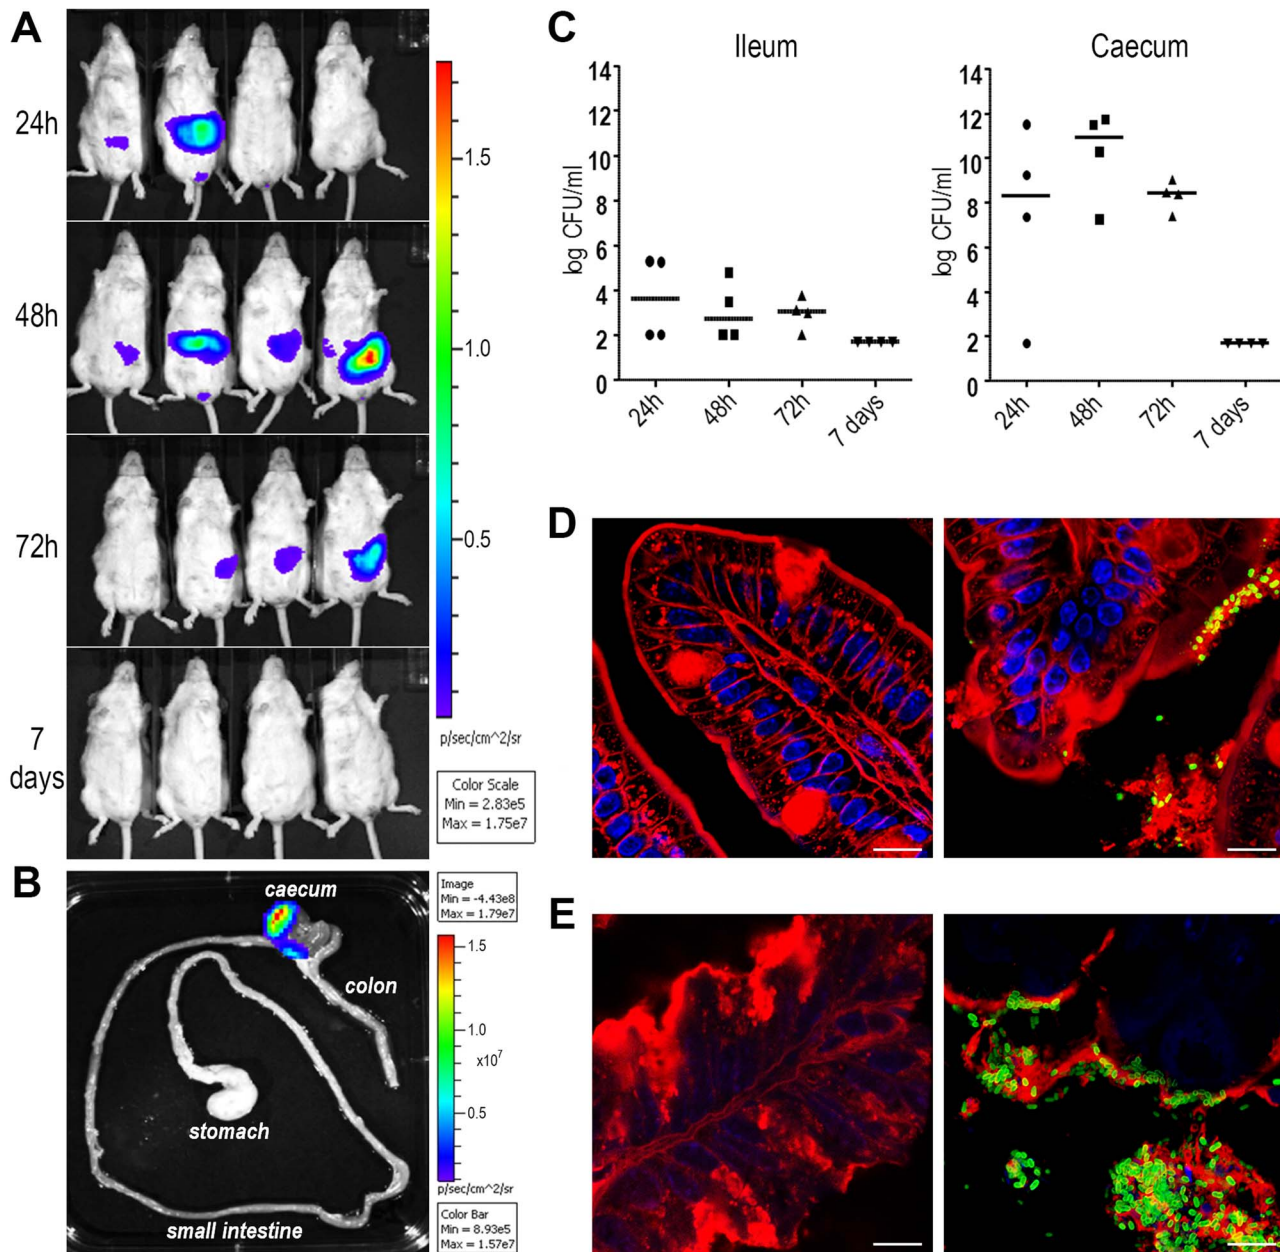 A
24h
48h
72h
7
days
1.5
1.0
0.5
p/sec/cm^2/sr
Color Scale
Min = 2.83e5
Max = 1.75e7
B
caecum
colon
stomach
small intestine
Image
Min = -4.43e8
Max = 1.79e7
1.5
1.0
x10⁷
0.5
p/sec/cm^2/sr
Color Bar
Min = 8.93e5
Max = 1.57e7
C
Ileum
log CFU/ml
14
12
10
8
6
4
2
0
24h
48h
72h
7 days
Caecum
log CFU/ml
14
12
10
8
6
4
2
0
24h
48h
72h
7 days
D
E